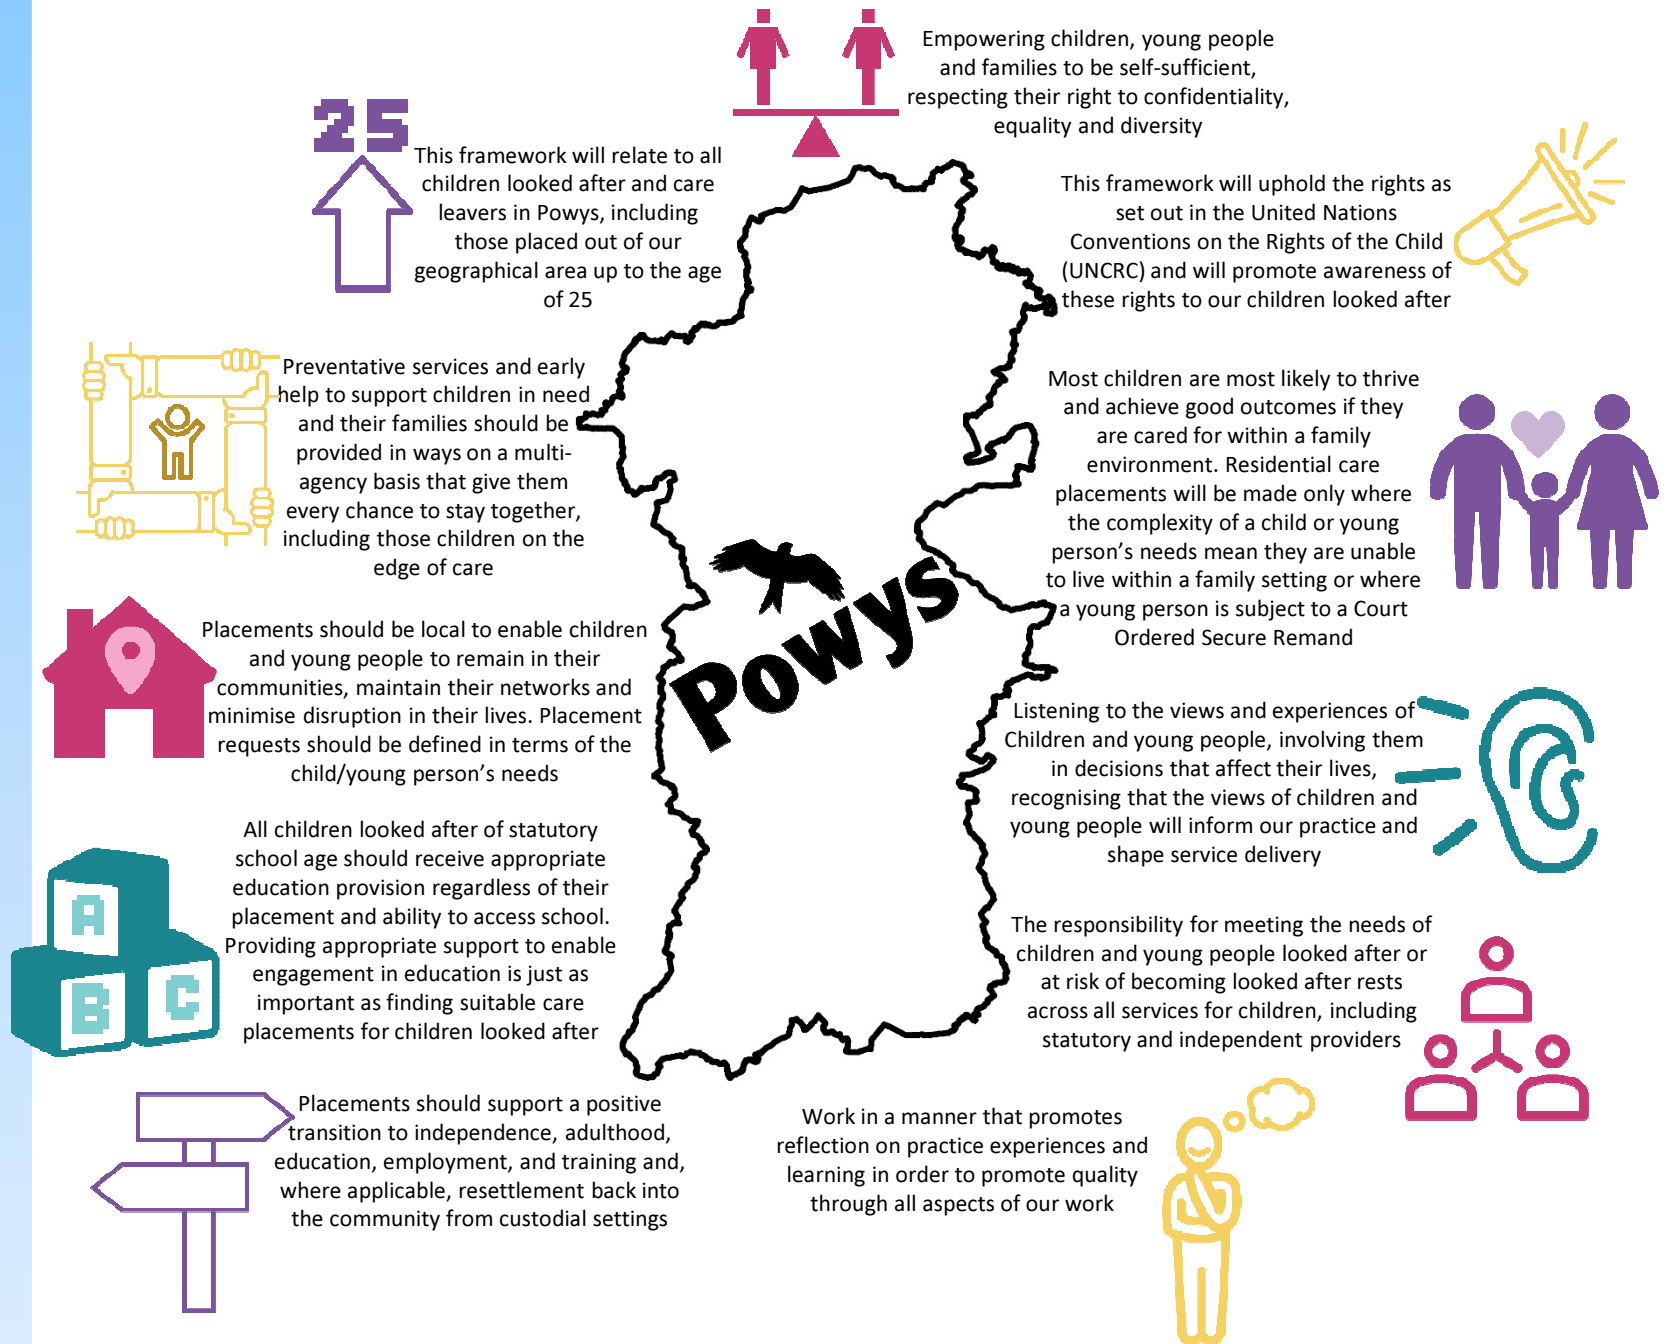 Empowering children, young people
and families to be self-sufficient,
respecting their right to confidentiality,
equality and diversity
25
This framework will relate to all
children looked after and care
leavers in Powys, including
those placed out of our
geographical area up to the age
of 25
This framework will uphold the rights as
set out in the United Nations
Conventions on the Rights of the Child
(UNCRC) and will promote awareness of
these rights to our children looked after
Preventative services and early
help to support children in need
and their families should be
provided in ways on a multi-
agency basis that give them
every chance to stay together,
including those children on the
edge of care
Most children are most likely to thrive
and achieve good outcomes if they
are cared for within a family
environment. Residential care
placements will be made only where
the complexity of a child or young
person's needs mean they are unable
to live within a family setting or where
a young person is subject to a Court
Ordered Secure Remand
Powys
Placements should be local to enable children
and young people to remain in their
communities, maintain their networks and
minimise disruption in their lives. Placement
requests should be defined in terms of the
child/young person's needs
Listening to the views and experiences of
Children and young people, involving them
in decisions that affect their lives,
recognising that the views of children and
young people will inform our practice and
shape service delivery
A
B
C
All children looked after of statutory
school age should receive appropriate
education provision regardless of their
placement and ability to access school.
Providing appropriate support to enable
engagement in education is just as
important as finding suitable care
placements for children looked after
The responsibility for meeting the needs of
children and young people looked after or
at risk of becoming looked after rests
across all services for children, including
statutory and independent providers
Placements should support a positive
transition to independence, adulthood,
education, employment, and training and,
where applicable, resettlement back into
the community from custodial settings
Work in a manner that promotes
reflection on practice experiences and
learning in order to promote quality
through all aspects of our work